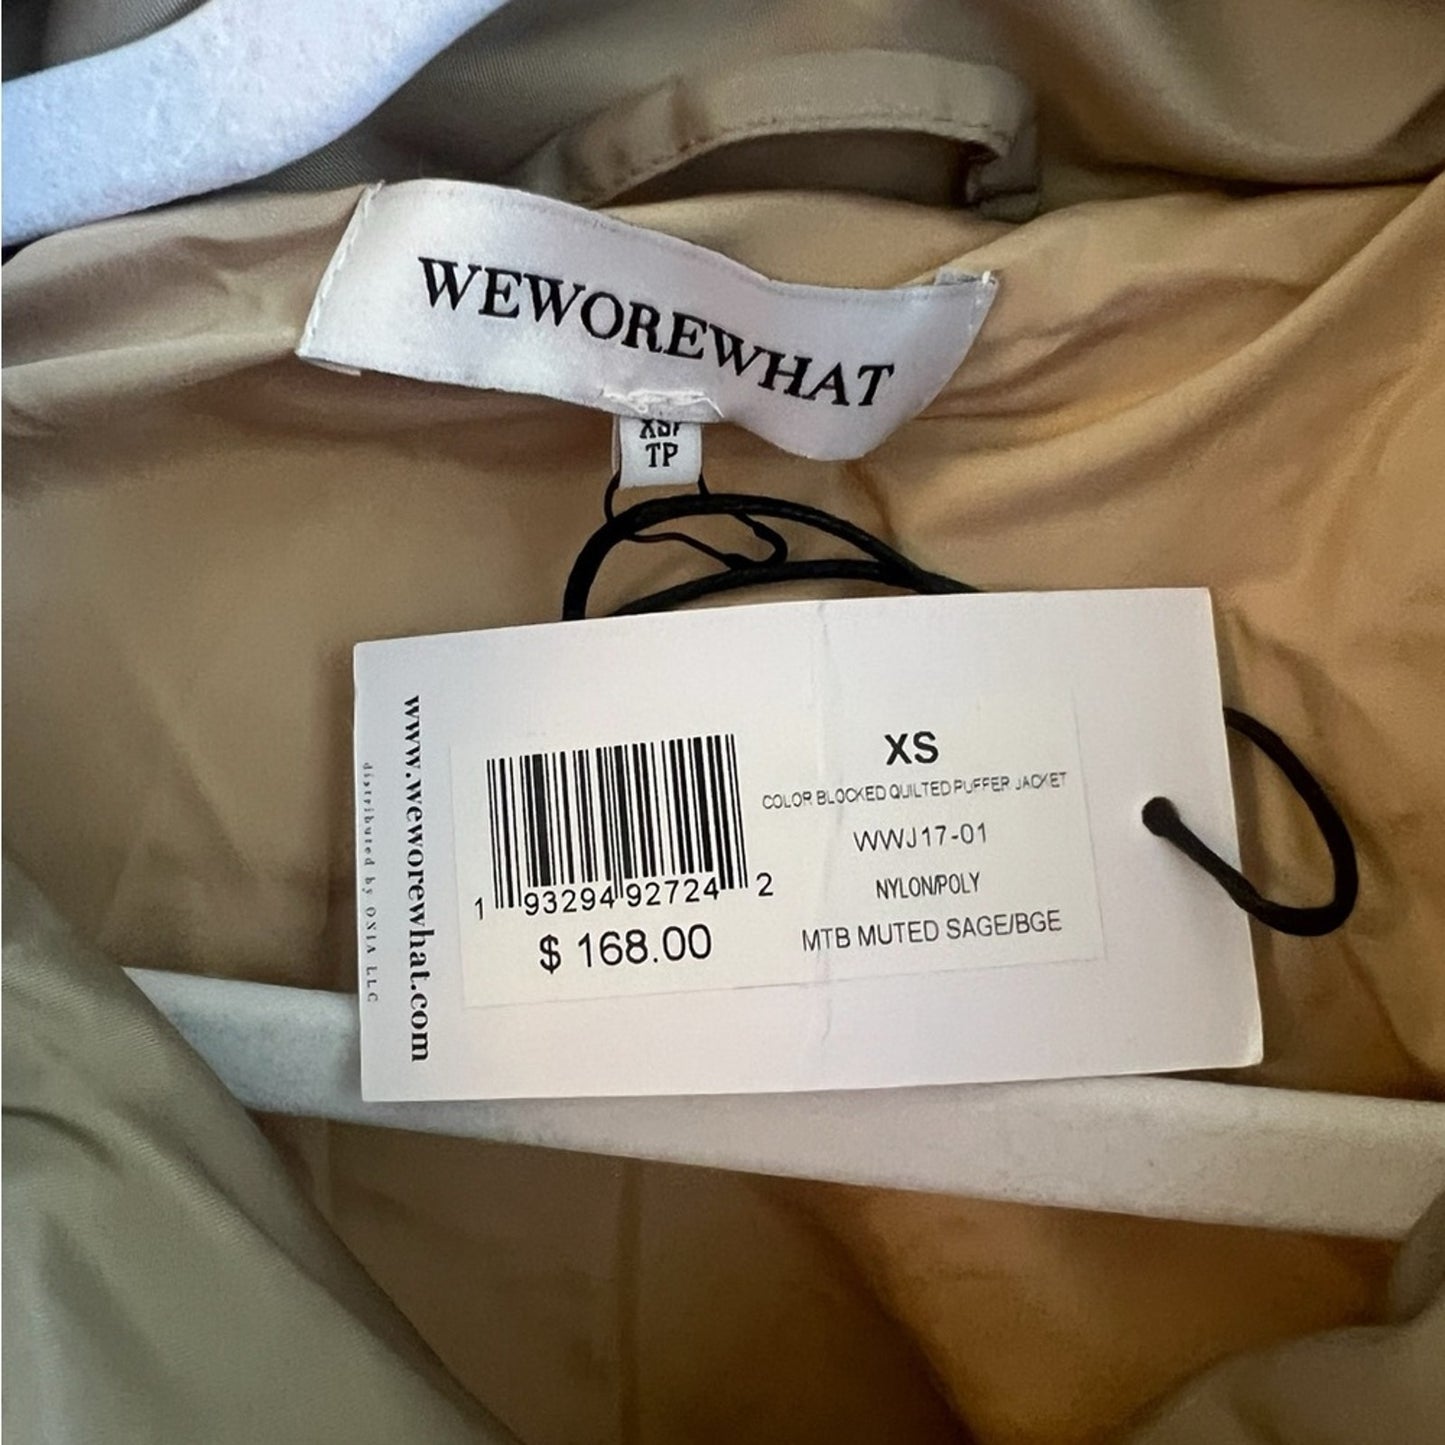 WEWOREWHAT
XS/
TP
www.weworewhat.com
distributed by ONIA LLC
1 93294 92724 2
$ 168.00
XS
COLOR BLOCKED QUILTED PUFFER JACKET
WWJ17-01
NYLON/POLY
MTB MUTED SAGE/BGE